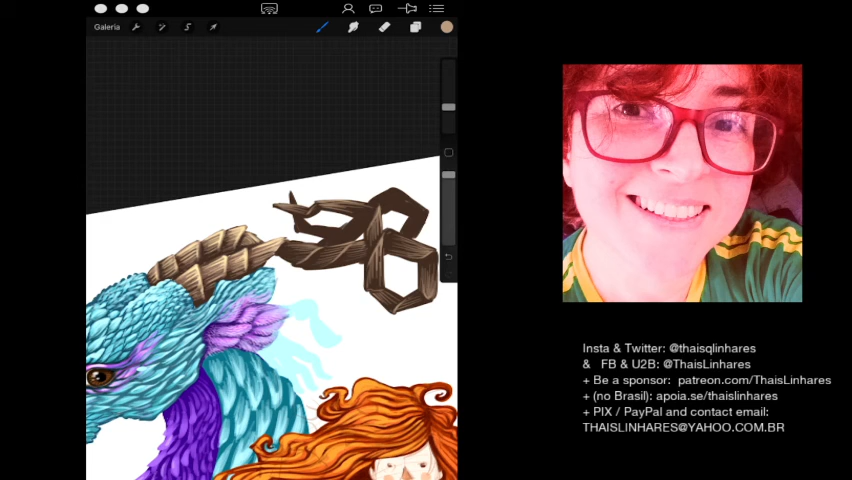 Galeria
Insta & Twitter: @thaisqlinhares
& FB & U2B: @ThaisLinhares
+ Be a sponsor: patreon.com/ThaisLinhares
+ (no Brasil): apoia.se/thaislinhares
+ PIX / PayPal and contact email:
THAISLINHARES@YAHOO.COM.BR